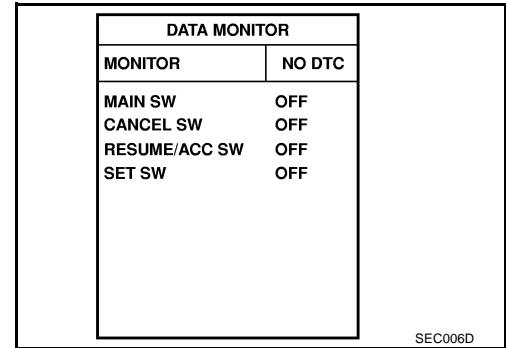 DATA MONITOR
MONITOR NO DTC
MAIN SW OFF
CANCEL SW OFF
RESUME/ACC SW OFF
SET SW OFF
SEC006D